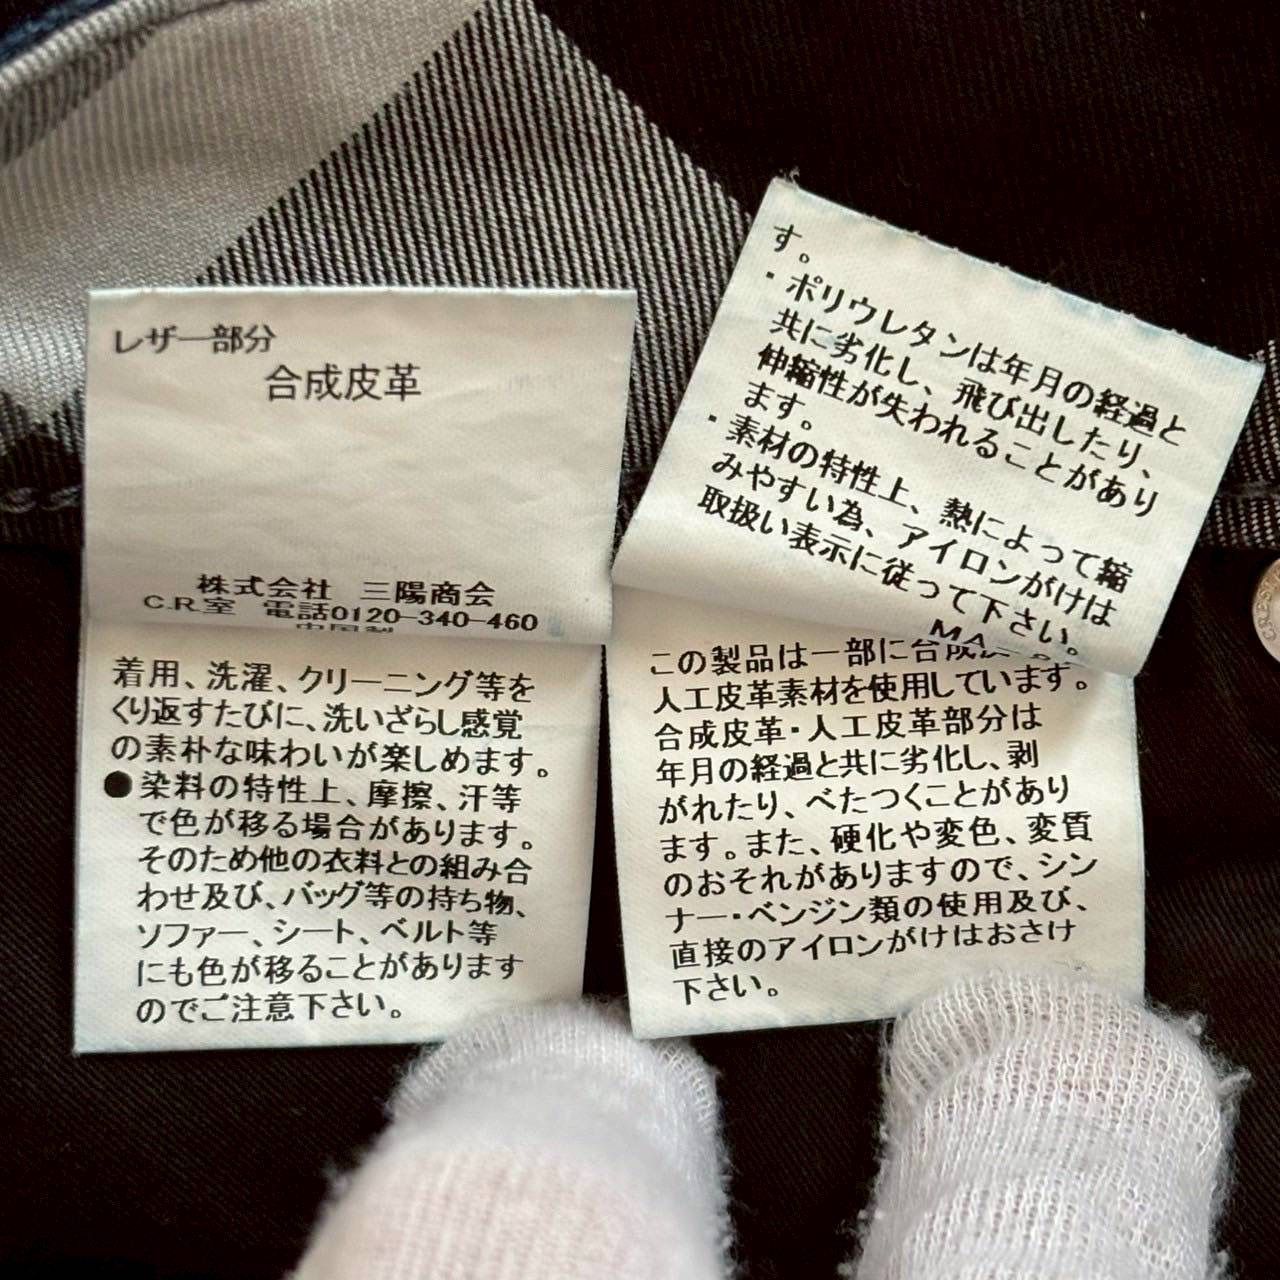 レザー部分
合成皮革
株式会社 三陽商会
C.R.室 電話0120-340-460
中国製
着用、洗濯、クリーニング等を
くり返すたびに、洗いざらし感覚
の素朴な味わいが楽しめます。
●染料の特性上、摩擦、汗等
で色が移る場合があります。
そのため他の衣料との組み合
わせ及び、バッグ等の持ち物、
ソファー、シート、ベルト等
にも色が移ることがあります
のでご注意下さい。
す。
・ポリウレタンは年月の経過と
共に劣化し、飛び出したり、
伸縮性が失われることがあり
ます。
・素材の特性上、熱によって縮
みやすい為、アイロンがけは
取扱い表示に従って下さい。
MA
この製品は一部に合成
人工皮革素材を使用しています。
合成皮革・人工皮革部分は
年月の経過と共に劣化し、剥
がれたり、べたつくことがあり
ます。また、硬化や変色、変質
のおそれがありますので、シン
ナー・ベンジン類の使用及び、
直接のアイロンがけはおさけ
下さい。